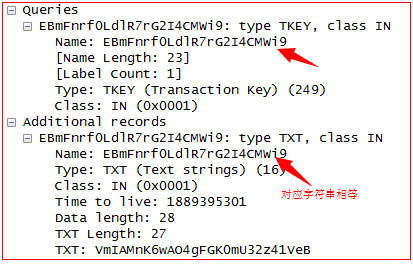 Queries
EBmFnrf0LdlR7rG2I4CMWi9: type TKEY, class IN
Name: EBmFnrf0LdlR7rG2I4CMWi9
[Name Length: 23]
[Label Count: 1]
Type: TKEY (Transaction Key) (249)
Class: IN (0x0001)
Additional records
EBmFnrf0LdlR7rG2I4CMWi9: type TXT, class IN
Name: EBmFnrf0LdlR7rG2I4CMWi9
Type: TXT (Text strings) (16)
Class: IN (0x0001)
对应字符串相等
Time to live: 1889395301
Data length: 28
TXT Length: 27
TXT: VmIAMnK6wAO4gFGK0mU32z41VeB